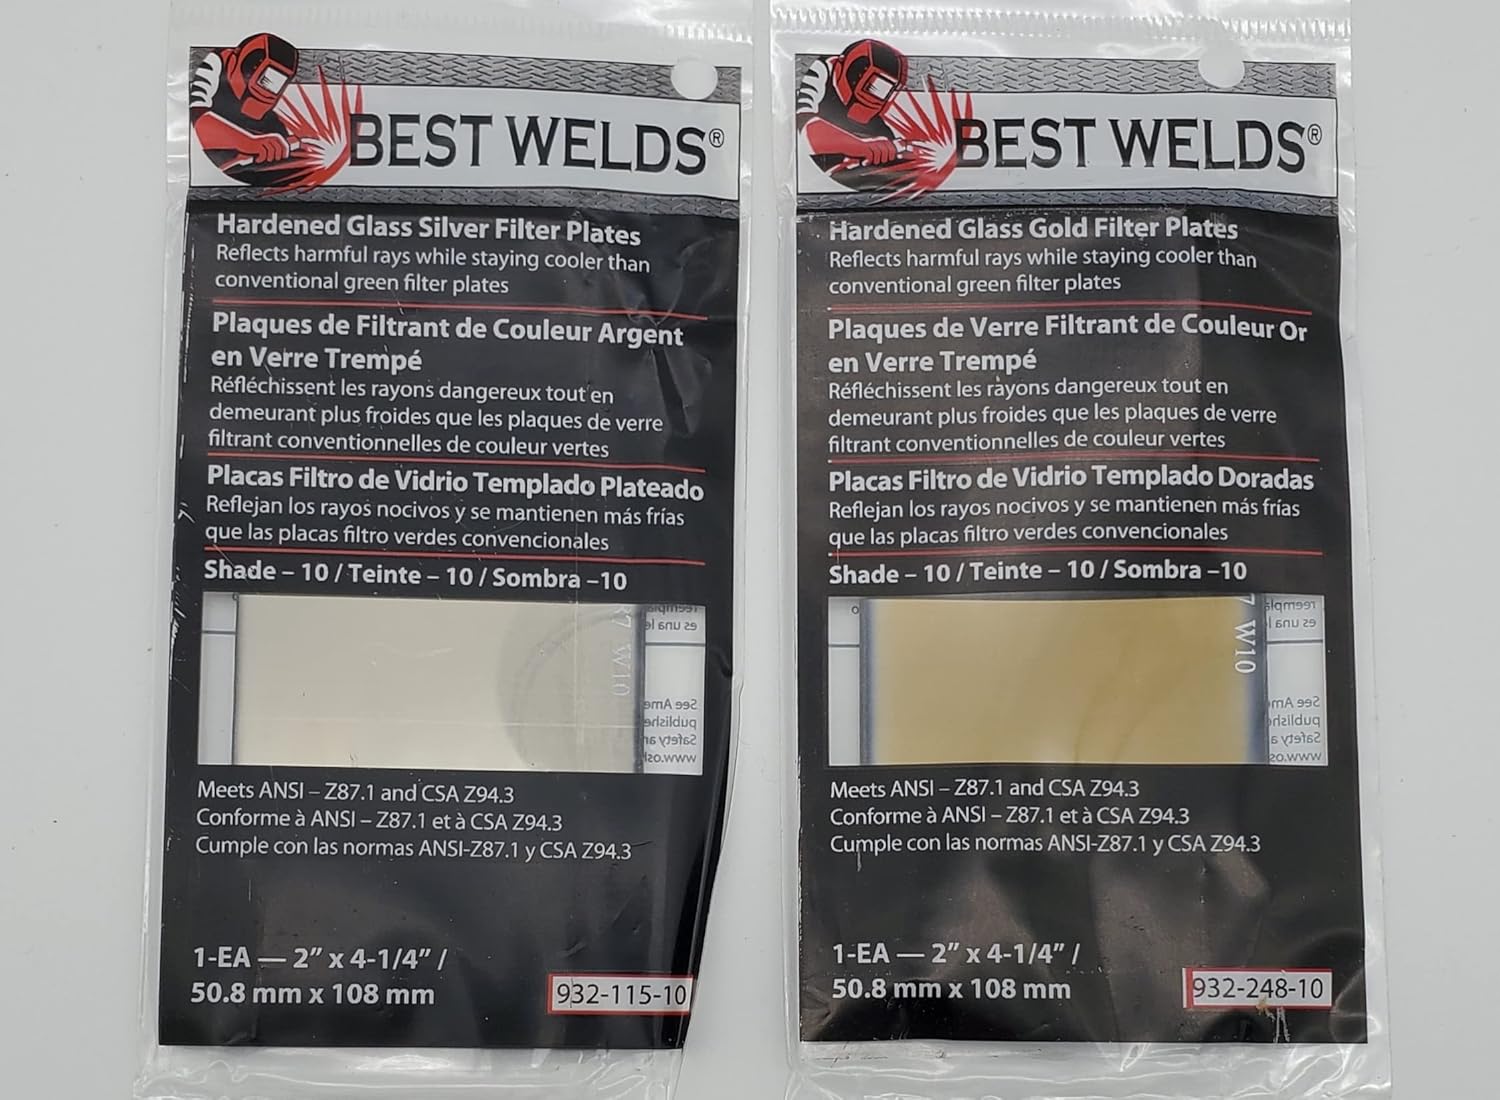 BEST WELDS®
Hardened Glass Silver Filter Plates
Reflects harmful rays while staying cooler than
conventional green filter plates
Plaques de Filtrant de Couleur Argent
en Verre Trempé
Réfléchissent les rayons dangereux tout en
demeurant plus froides que les plaques de verre
filtrant conventionnelles de couleur vertes
Placas Filtro de Vidrio Templado Plateado
Reflejan los rayos nocivos y se mantienen más frías
que las placas filtro verdes convencionales
Shade – 10 / Teinte – 10 / Sombra –10
W10
Meets ANSI – Z87.1 and CSA Z94.3
Conforme à ANSI – Z87.1 et à CSA Z94.3
Cumple con las normas ANSI-Z87.1 y CSA Z94.3
1-EA — 2” x 4-1/4” /
50.8 mm x 108 mm
932-115-10
BEST WELDS®
Hardened Glass Gold Filter Plates
Reflects harmful rays while staying cooler than
conventional green filter plates
Plaques de Verre Filtrant de Couleur Or
en Verre Trempé
Réfléchissent les rayons dangereux tout en
demeurant plus froides que les plaques de verre
filtrant conventionnelles de couleur vertes
Placas Filtro de Vidrio Templado Doradas
Reflejan los rayos nocivos y se mantienen más frías
que las placas filtro verdes convencionales
Shade – 10 / Teinte – 10 / Sombra –10
W10
Meets ANSI – Z87.1 and CSA Z94.3
Conforme à ANSI – Z87.1 et à CSA Z94.3
Cumple con las normas ANSI-Z87.1 y CSA Z94.3
1-EA — 2” x 4-1/4” /
50.8 mm x 108 mm
932-248-10